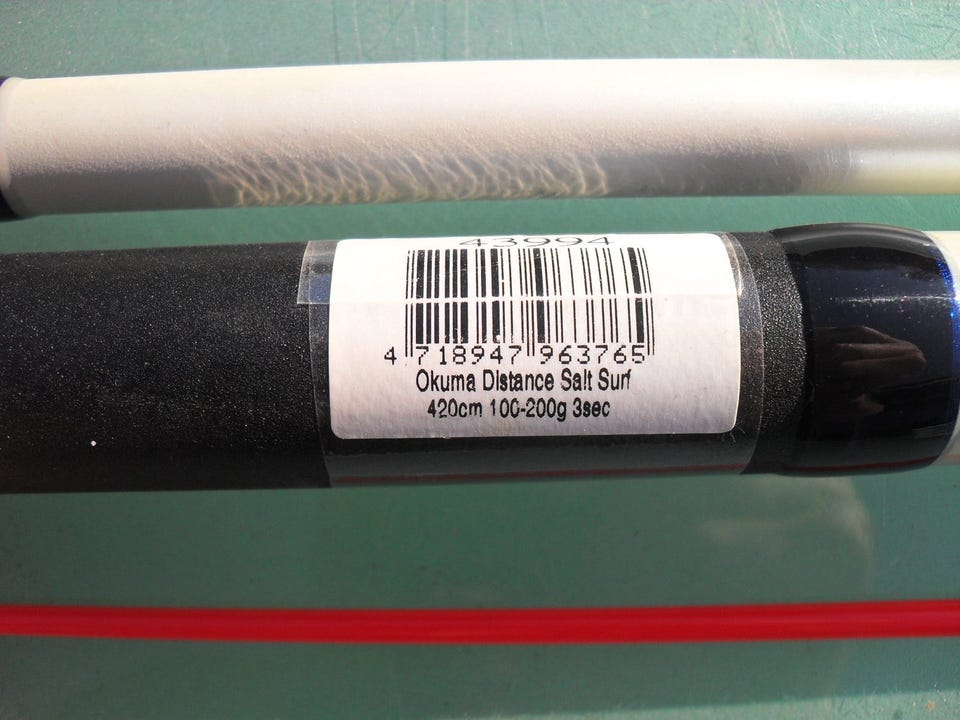 43994
4 718947 963765
Okuma Distance Salt Surf
420cm 100-200g 3sec